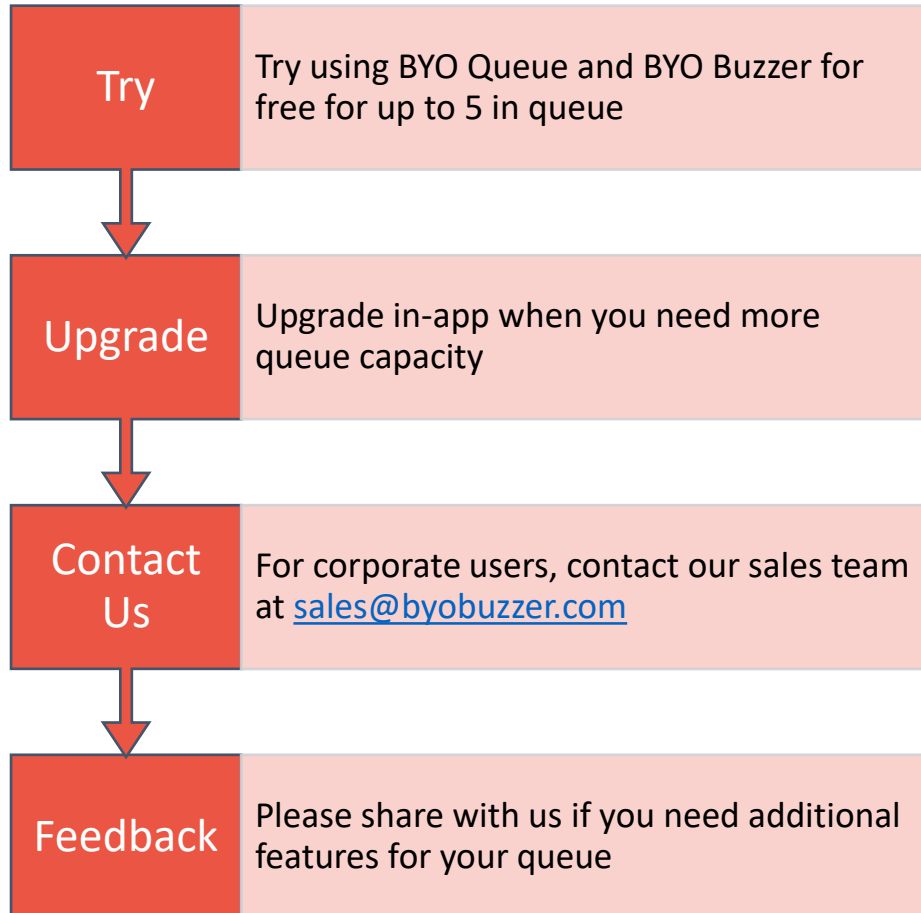 Try
Try using BYO Queue and BYO Buzzer for
free for up to 5 in queue
Upgrade
Upgrade in-app when you need more
queue capacity
Contact
Us
For corporate users, contact our sales team
at sales@byobuzzer.com
Feedback
Please share with us if you need additional
features for your queue